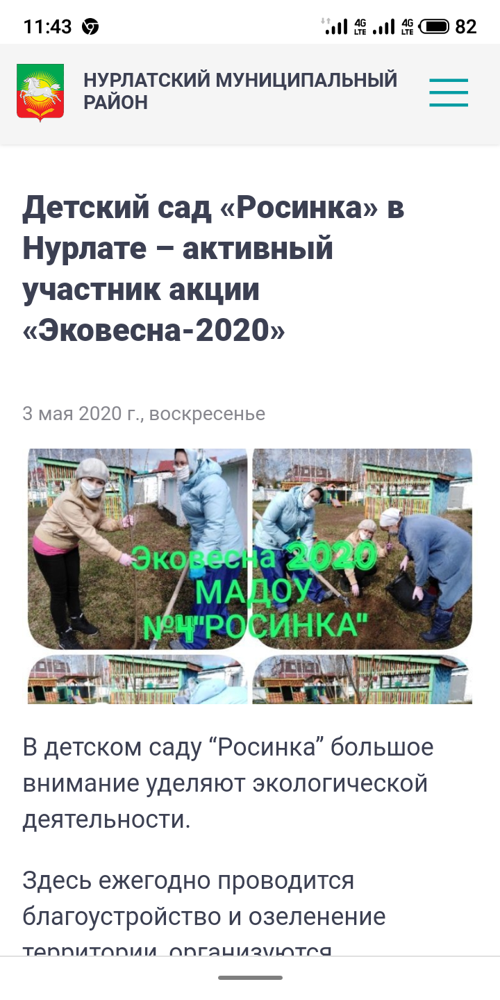 11:43
4G LTE
4G LTE
82
НУРЛАТСКИЙ МУНИЦИПАЛЬНЫЙ
РАЙОН
Детский сад «Росинка» в
Нурлате – активный
участник акции
«Эковесна-2020»
3 мая 2020 г., воскресенье
Эковесна 2020
МАДОУ
№4"РОСИНКА"
В детском саду “Росинка” большое
внимание уделяют экологической
деятельности.
Здесь ежегодно проводится
благоустройство и озеленение
территории, организуются